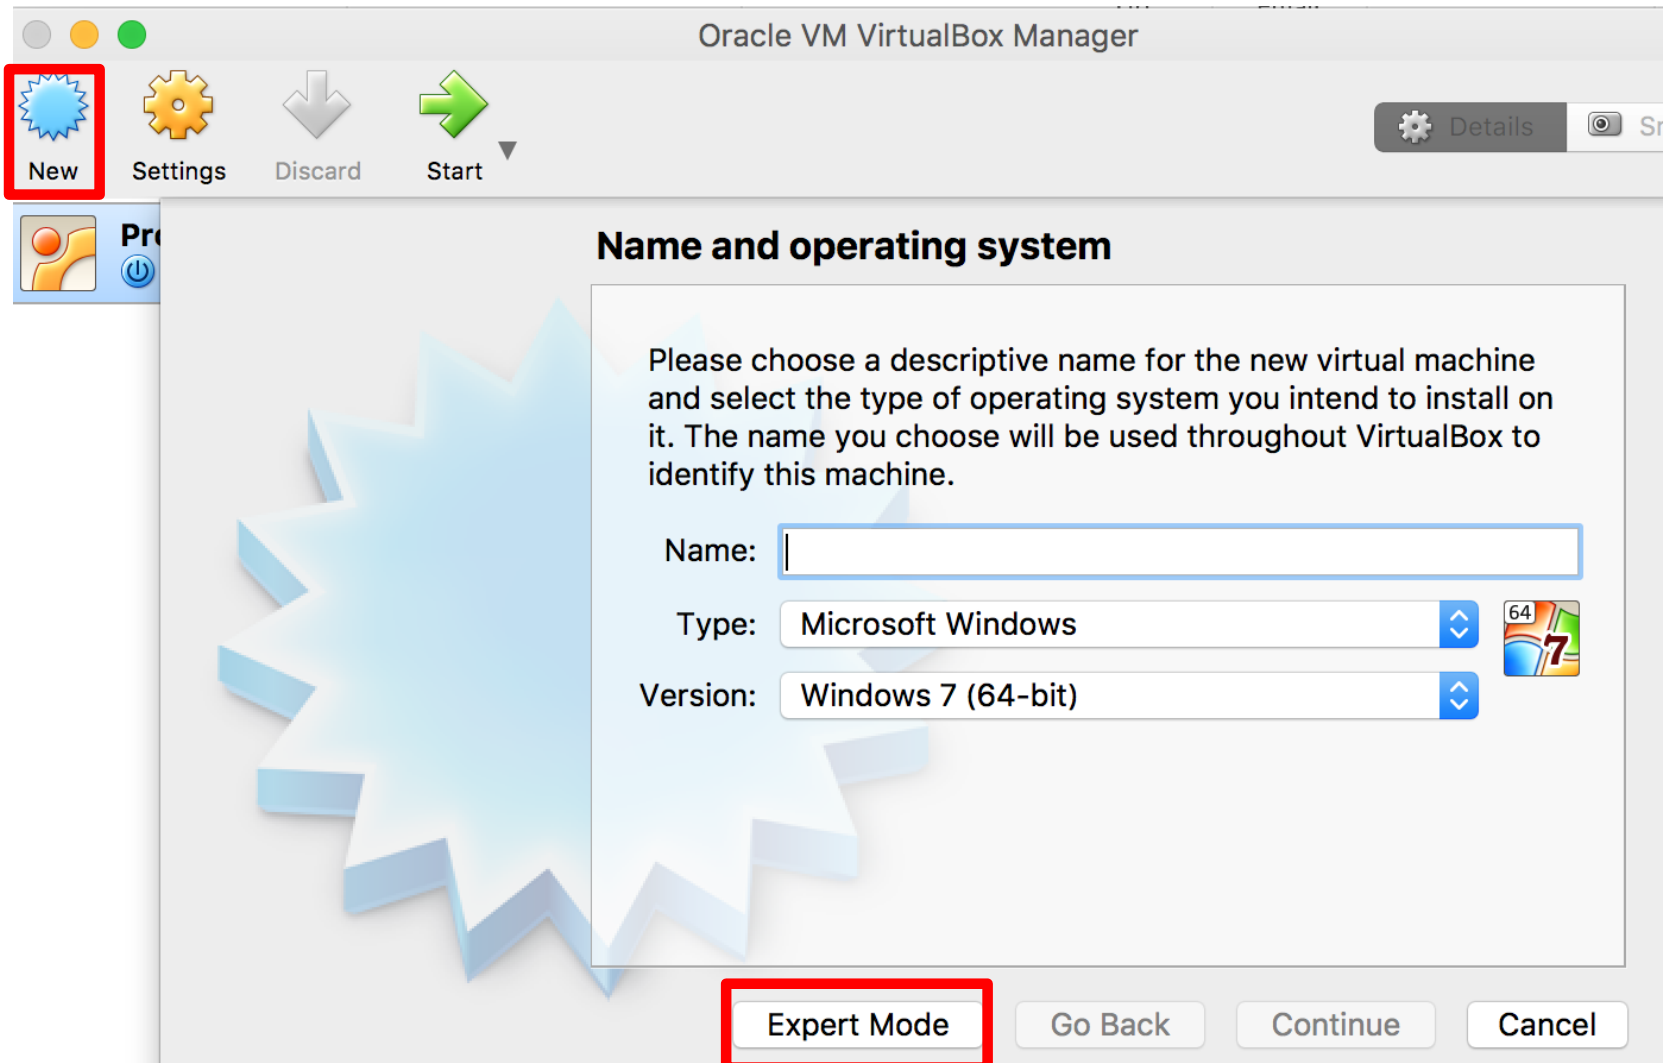 Oracle VM VirtualBox Manager
New
Settings
Discard
Start
Details
Name and operating system
Please choose a descriptive name for the new virtual machine
and select the type of operating system you intend to install on
it. The name you choose will be used throughout VirtualBox to
identify this machine.
Name:
Type: Microsoft Windows
64
7
Version: Windows 7 (64-bit)
Expert Mode
Go Back
Continue
Cancel